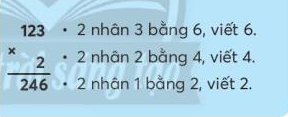 123 • 2 nhân 3 bằng 6, viết 6.
× 2 • 2 nhân 2 bằng 4, viết 4.
246 • 2 nhân 1 bằng 2, viết 2.